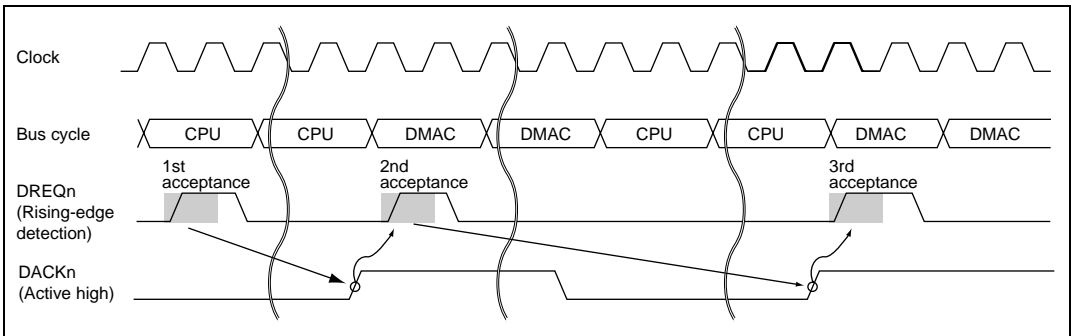 Clock
Bus cycle
CPU CPU DMAC DMAC CPU CPU DMAC DMAC
1st
acceptance
2nd
acceptance
3rd
acceptance
DREQn
(Rising-edge
detection)
DACKn
(Active high)